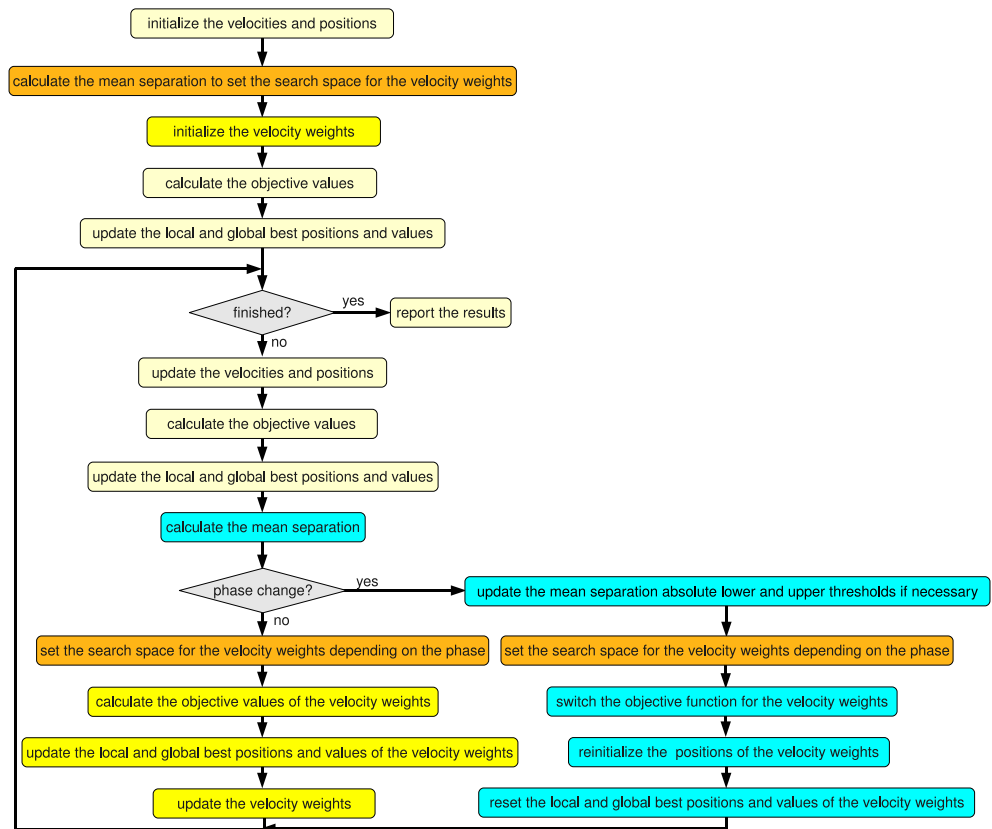 initialize the velocities and positions
calculate the mean separation to set the search space for the velocity weights
initialize the velocity weights
calculate the objective values
update the local and global best positions and values
finished?
yes
report the results
no
update the velocities and positions
calculate the objective values
update the local and global best positions and values
calculate the mean separation
phase change?
yes
update the mean separation absolute lower and upper thresholds if necessary
no
set the search space for the velocity weights depending on the phase
set the search space for the velocity weights depending on the phase
calculate the objective values of the velocity weights
switch the objective function for the velocity weights
update the local and global best positions and values of the velocity weights
reinitialize the positions of the velocity weights
update the velocity weights
reset the local and global best positions and values of the velocity weights